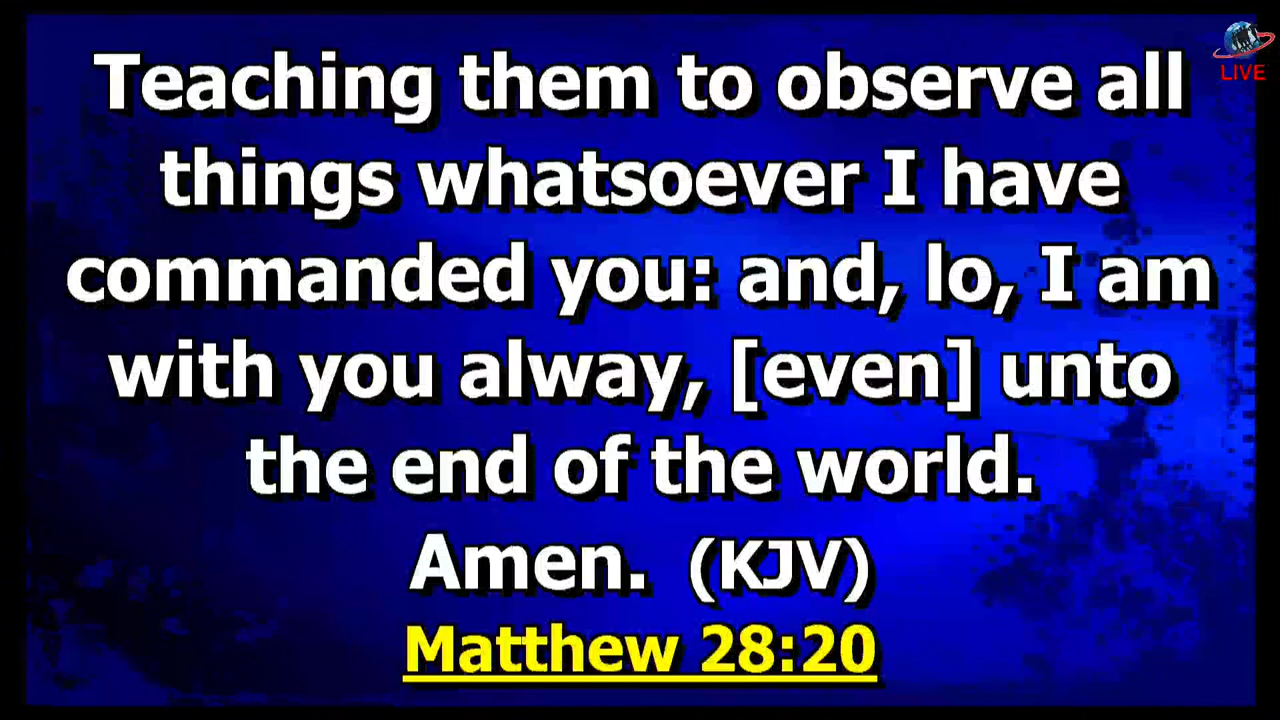 LIVE
Teaching them to observe all
things whatsoever I have
commanded you: and, lo, I am
with you alway, [even] unto
the end of the world.
Amen. (KJV)
Matthew 28:20